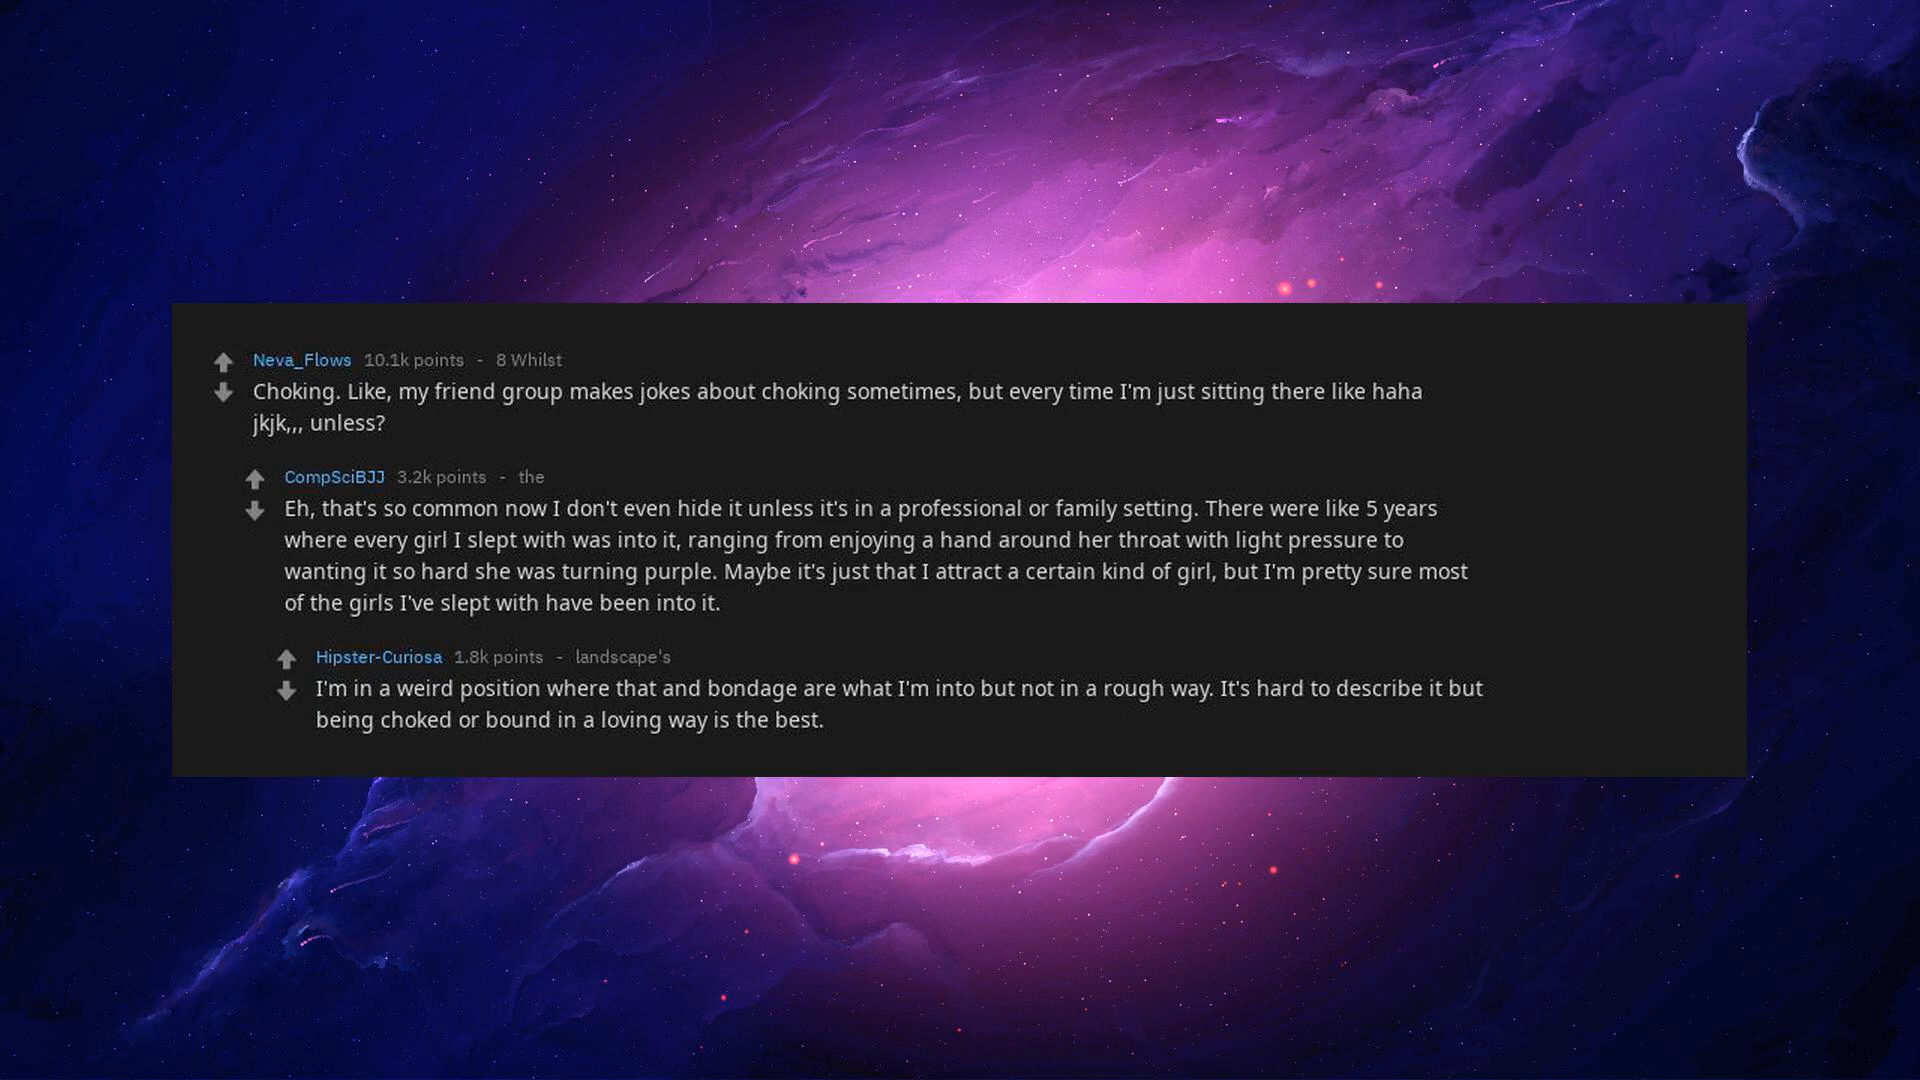 Neva_Flows 10.1k points - 8 Whilst
Choking. Like, my friend group makes jokes about choking sometimes, but every time I'm just sitting there like haha
jkjk,,, unless?
CompSciBJJ 3.2k points - the
Eh, that's so common now I don't even hide it unless it's in a professional or family setting. There were like 5 years
where every girl I slept with was into it, ranging from enjoying a hand around her throat with light pressure to
wanting it so hard she was turning purple. Maybe it's just that I attract a certain kind of girl, but I'm pretty sure most
of the girls I've slept with have been into it.
Hipster-Curiosa 1.8k points - landscape's
I'm in a weird position where that and bondage are what I'm into but not in a rough way. It's hard to describe it but
being choked or bound in a loving way is the best.